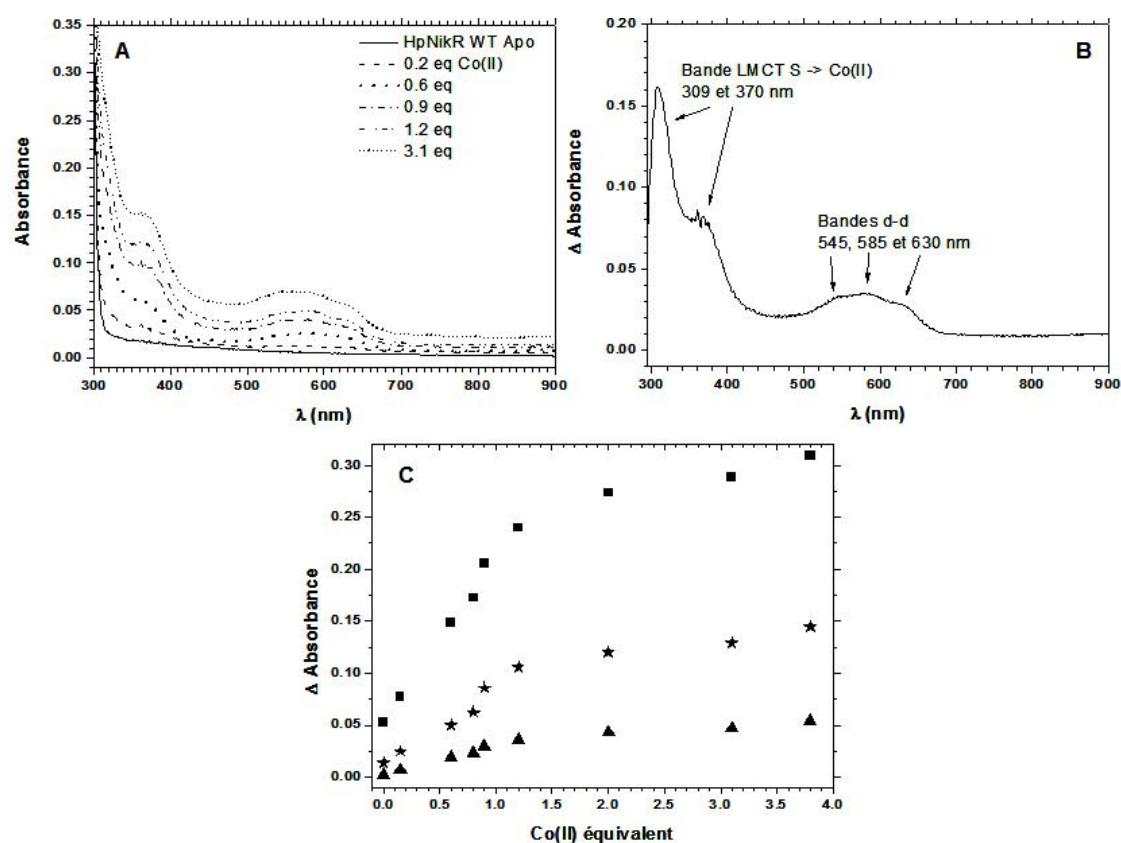 A
HpNikR WT Apo
0.2 eq Co(II)
0.6 eq
0.9 eq
1.2 eq
3.1 eq
Absorbance
0.35
0.30
0.25
0.20
0.15
0.10
0.05
0.00
300 400 500 600 700 800 900
λ (nm)
B
Bande LMCT S -> Co(II)
309 et 370 nm
Bandes d-d
545, 585 et 630 nm
Δ Absorbance
0.20
0.15
0.10
0.05
0.00
300 400 500 600 700 800 900
λ (nm)
C
Δ Absorbance
0.30
0.25
0.20
0.15
0.10
0.05
0.00
0.0 0.5 1.0 1.5 2.0 2.5 3.0 3.5 4.0
Co(II) équivalent